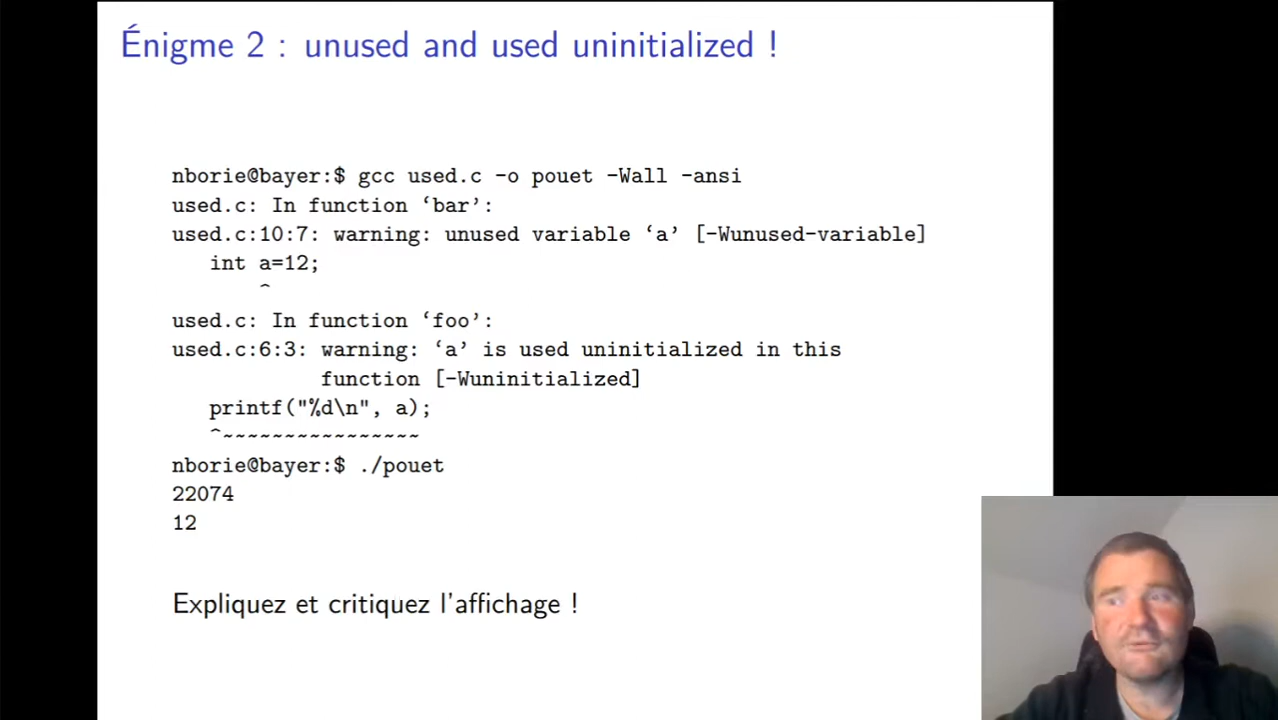 Énigme 2 : unused and used uninitialized !
nborie@bayer:$ gcc used.c -o pouet -Wall -ansi
used.c: In function ‘bar’:
used.c:10:7: warning: unused variable ‘a’ [-Wunused-variable]
int a=12;
^
used.c: In function ‘foo’:
used.c:6:3: warning: ‘a’ is used uninitialized in this
function [-Wuninitialized]
printf("%d\n", a);
^~~~~~~~~~~~~~~~~
nborie@bayer:$ ./pouet
22074
12
Expliquez et critiquez l'affichage !